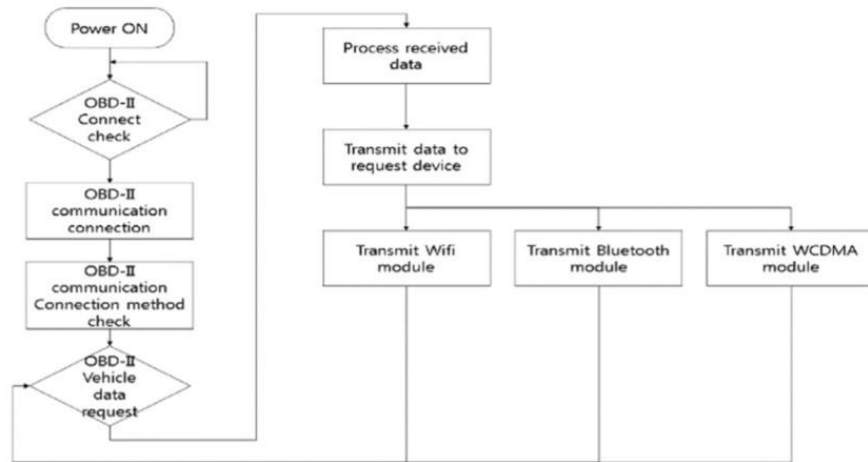 Power ON
OBD-Ⅱ
Connect
check
OBD-Ⅱ
communication
connection
OBD-Ⅱ
communication
Connection method
check
OBD-Ⅱ
Vehicle
data
request
Process received
data
Transmit data to
request device
Transmit Wifi
module
Transmit Bluetooth
module
Transmit WCDMA
module